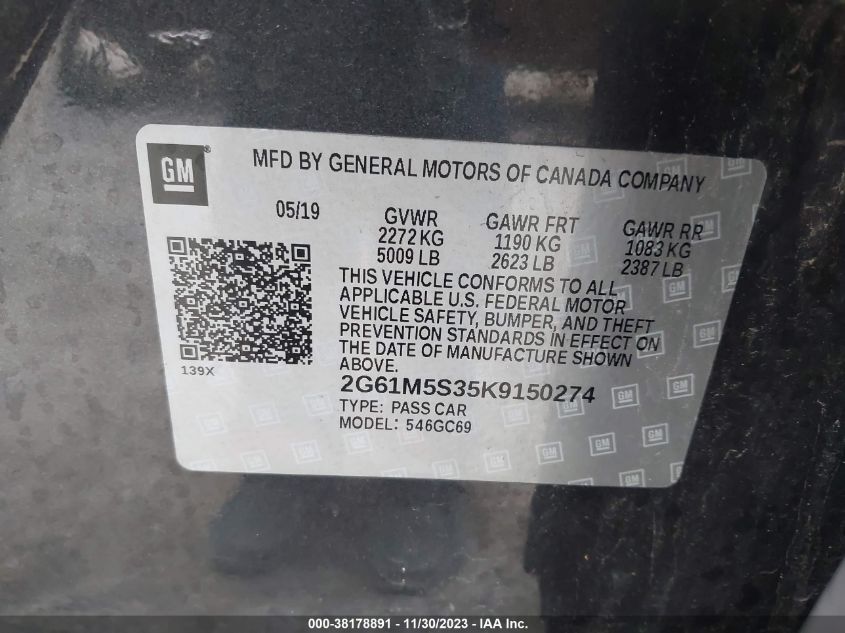 GM ®
MFD BY GENERAL MOTORS OF CANADA COMPANY
05/19
GVWR
2272 KG
5009 LB
GAWR FRT
1190 KG
2623 LB
GAWR RR
1083 KG
2387 LB
THIS VEHICLE CONFORMS TO ALL
APPLICABLE U.S. FEDERAL MOTOR
VEHICLE SAFETY, BUMPER, AND THEFT
PREVENTION STANDARDS IN EFFECT ON
THE DATE OF MANUFACTURE SHOWN
ABOVE.
139X
2G61M5S35K9150274
TYPE: PASS CAR
MODEL: 546GC69
000-38178891 - 11/30/2023 - IAAI Inc.